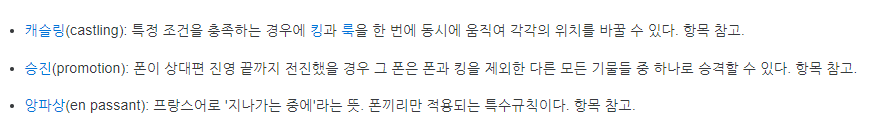 캐슬링(castling): 특정 조건을 충족하는 경우에 킹과 룩을 한 번에 동시에 움직여 각각의 위치를 바꿀 수 있다. 항목 참고.
승진(promotion): 폰이 상대편 진영 끝까지 전진했을 경우 그 폰은 폰과 킹을 제외한 다른 모든 기물들 중 하나로 승격할 수 있다. 항목 참고.
앙파상(en passant): 프랑스어로 '지나가는 중에'라는 뜻. 폰끼리만 적용되는 특수규칙이다. 항목 참고.